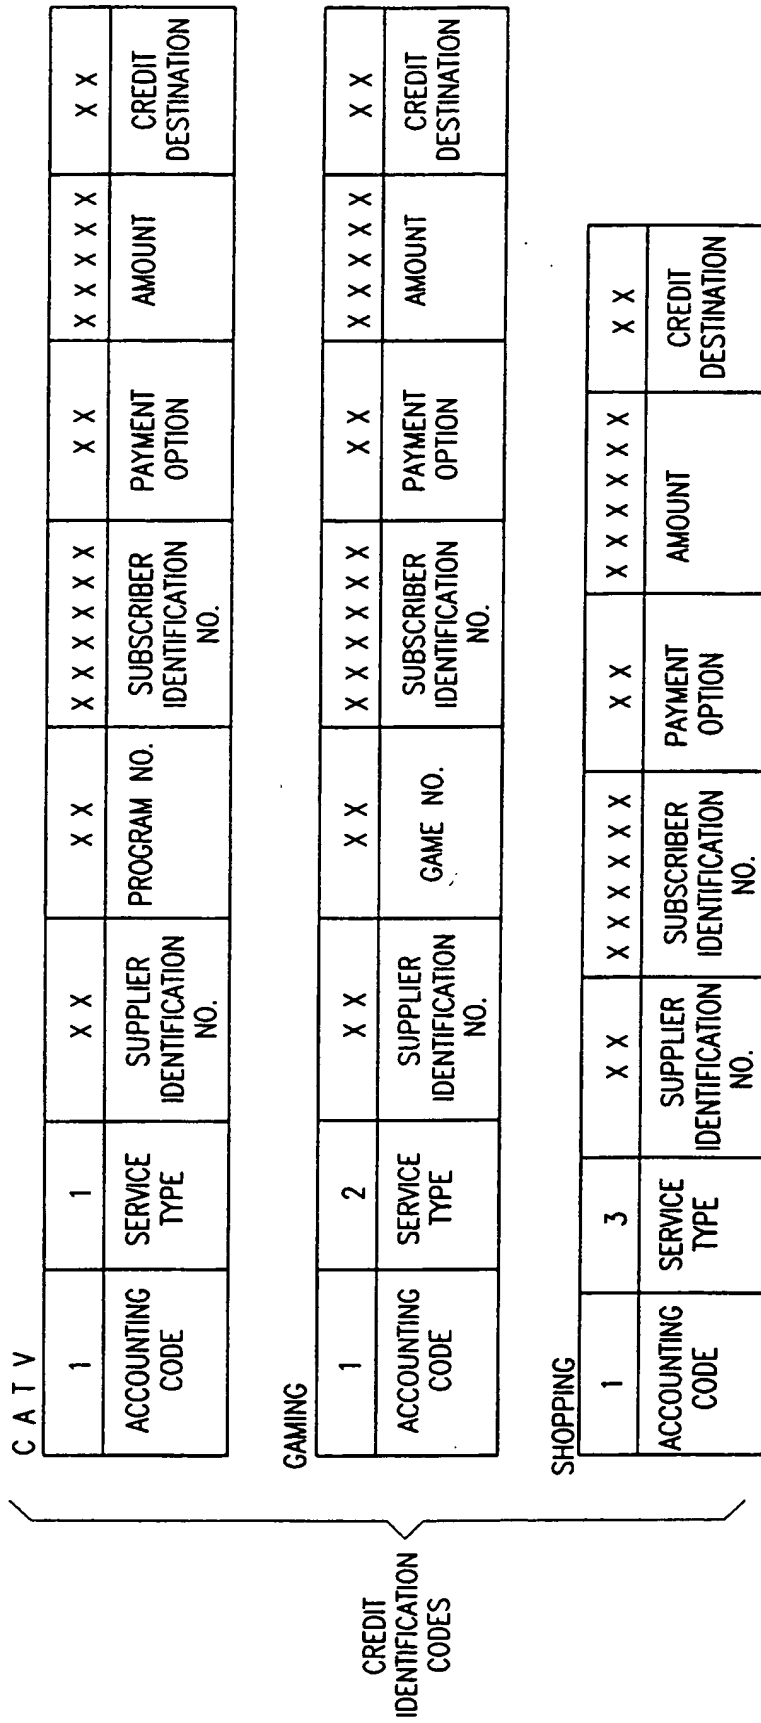 CREDIT
IDENTIFICATION
CODES
C A T V
1 1 X X X X X X X X X X X X X X X X X X X X X
ACCOUNTING CODE
SERVICE TYPE
SUPPLIER IDENTIFICATION NO.
PROGRAM NO.
SUBSCRIBER IDENTIFICATION NO.
PAYMENT OPTION
AMOUNT
CREDIT DESTINATION
GAMING
1 2 X X X X X X X X X X X X X X X X X X X X X
ACCOUNTING CODE
SERVICE TYPE
SUPPLIER IDENTIFICATION NO.
GAME NO.
SUBSCRIBER IDENTIFICATION NO.
PAYMENT OPTION
AMOUNT
CREDIT DESTINATION
SHOPPING
1 3 X X X X X X X X X X X X X X X X X X X
ACCOUNTING CODE
SERVICE TYPE
SUPPLIER IDENTIFICATION NO.
SUBSCRIBER IDENTIFICATION NO.
PAYMENT OPTION
AMOUNT
CREDIT DESTINATION